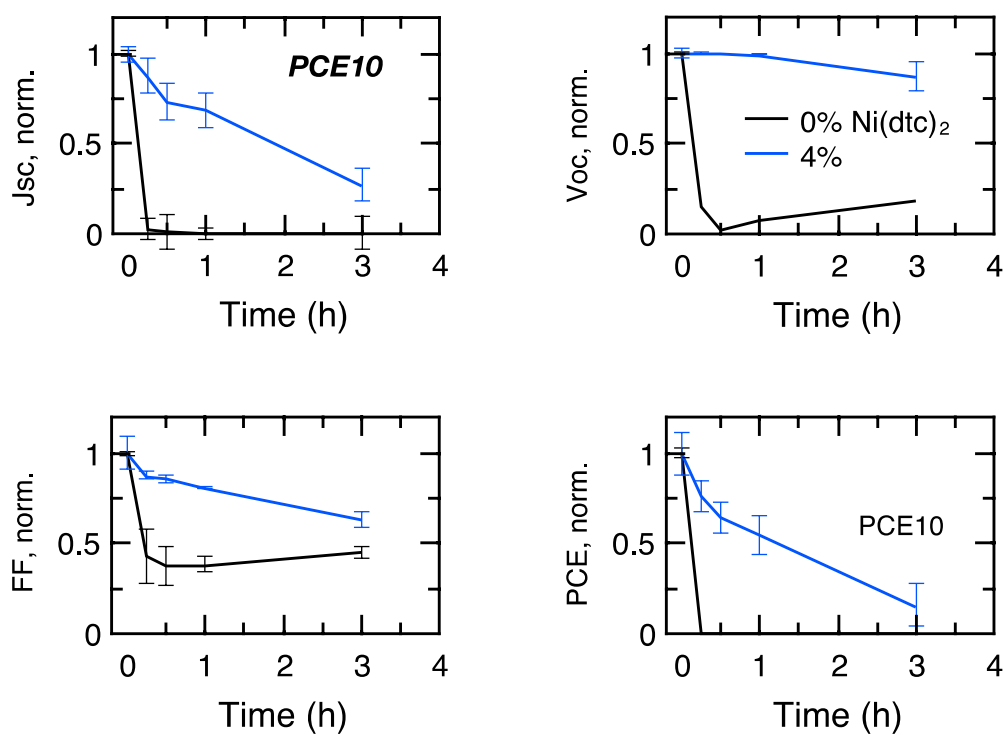 PCE10
Jsc, norm.
1
0.5
0
0 1 2 3 4
Time (h)
Voc, norm.
1
0.5
0
0% Ni(dtc)₂
4%
0 1 2 3 4
Time (h)
FF, norm.
1
0.5
0
0 1 2 3 4
Time (h)
PCE, norm.
1
0.5
0
PCE10
0 1 2 3 4
Time (h)